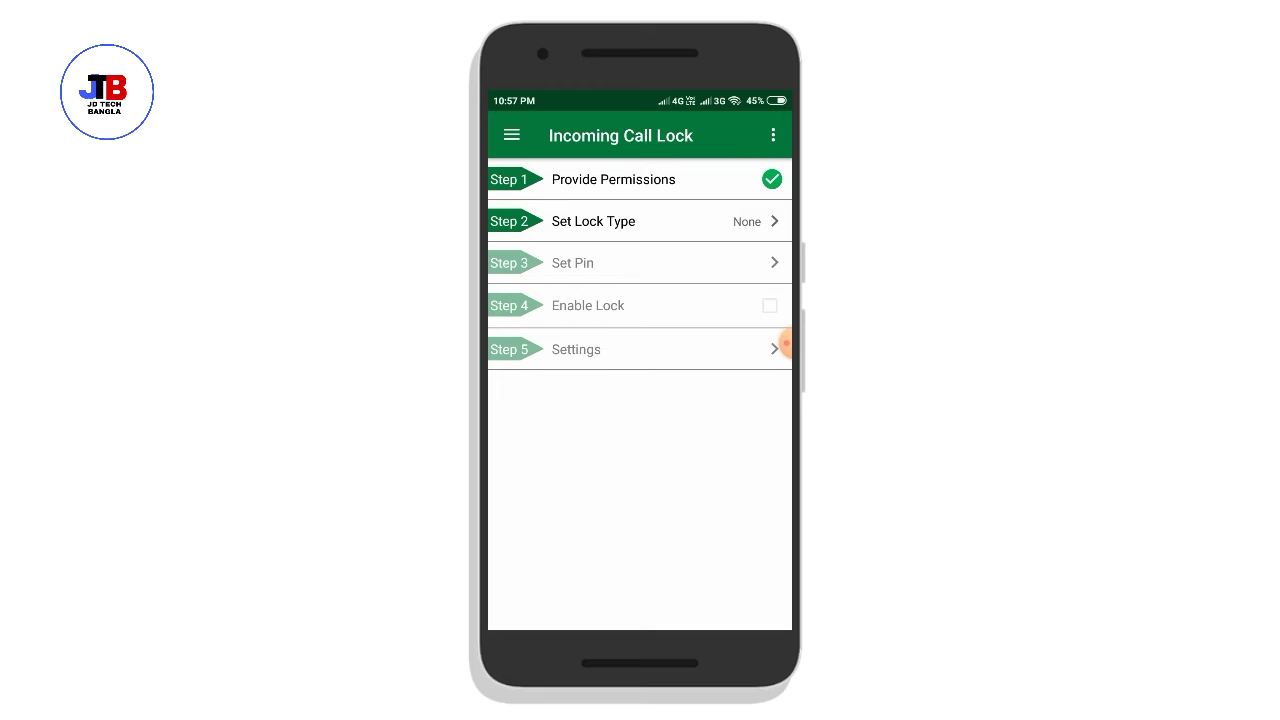 JTB
JD TECH
BANGLA
10:57 PM 4G VoLTE 3G 45%
Incoming Call Lock
Step 1 Provide Permissions
Step 2 Set Lock Type None
Step 3 Set Pin
Step 4 Enable Lock
Step 5 Settings